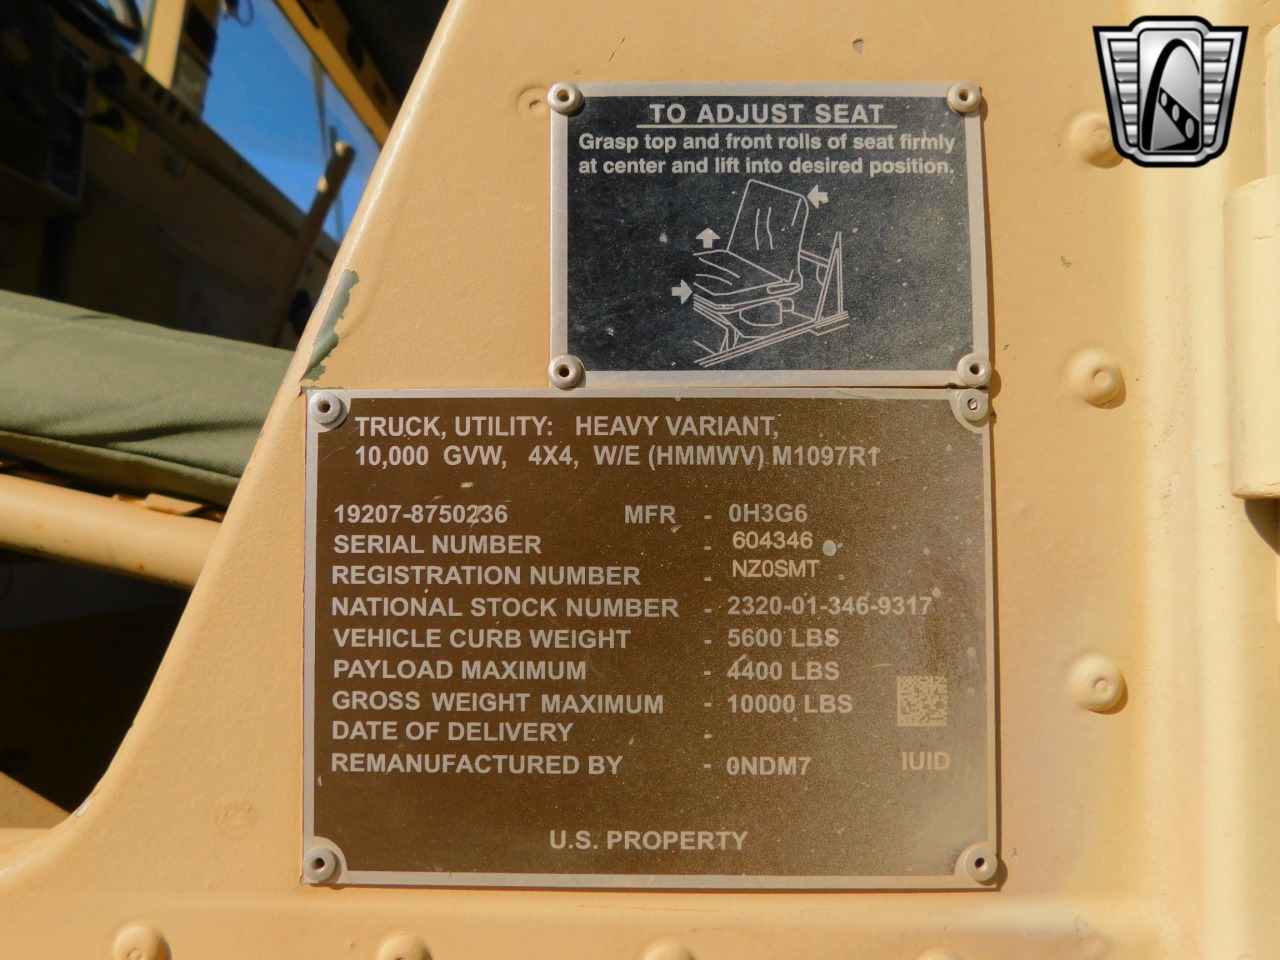 TO ADJUST SEAT
Grasp top and front rolls of seat firmly
at center and lift into desired position.
TRUCK, UTILITY: HEAVY VARIANT,
10,000 GVW, 4X4, W/E (HMMWV) M1097R1
19207-8750236 MFR - 0H3G6
SERIAL NUMBER - 604346
REGISTRATION NUMBER - NZ0SMT
NATIONAL STOCK NUMBER - 2320-01-346-9317
VEHICLE CURB WEIGHT - 5600 LBS
PAYLOAD MAXIMUM - 4400 LBS
GROSS WEIGHT MAXIMUM - 10000 LBS
DATE OF DELIVERY -
REMANUFACTURED BY - 0NDM7
IUID
U.S. PROPERTY